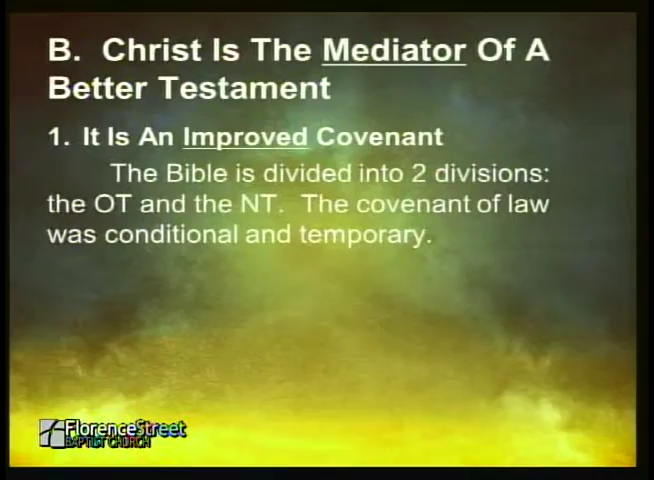 B. Christ Is The Mediator Of A
Better Testament
1. It Is An Improved Covenant
The Bible is divided into 2 divisions:
the OT and the NT. The covenant of law
was conditional and temporary.
FlorenceStreet
BAPTIST CHURCH